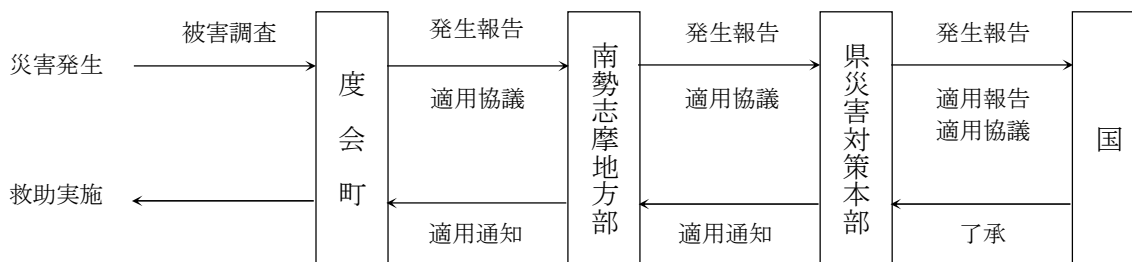 災害発生
被害調査
度会町
発生報告
適用協議
南勢志摩地方部
発生報告
適用協議
県災害対策本部
発生報告
適用報告
適用協議
国
救助実施
適用通知
適用通知
了承